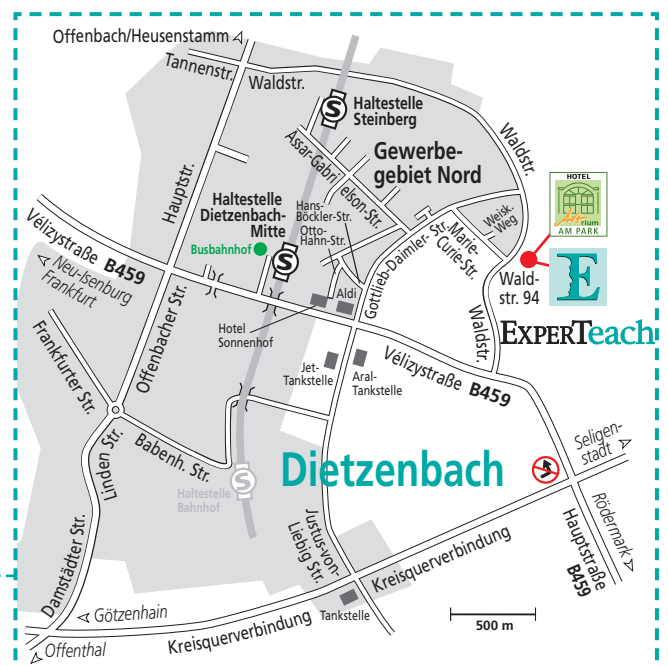 Offenbach/Heusenstamm
Tannenstr.
Waldstr.
S
Haltestelle
Steinberg
Waldstr.
Assar-Gabrielson-Str.
Gewerbe-
gebiet Nord
Hauptstr.
Haltestelle
Dietzenbach-
Mitte
Busbahnhof
S
Hans-
Böckler-Str.
Otto-
Hahn-Str.
Gottlieb-Daimler-Str.
Marie-
Curie-Str.
Weisk.
Weg
HOTEL
Artrium
AM PARK
E
EXPERTeach
Wald-
str. 94
Waldstr.
Vélizystraße B459
Neu-Isenburg
Frankfurt
Offenbacher Str.
Aldi
Hotel
Sonnenhof
Jet-
Tankstelle
Aral-
Tankstelle
Vélizystraße B459
Frankfurter Str.
Linden Str.
Babenh. Str.
Haltestelle
Bahnhof
S
Dietzenbach
Seligen-
stadt
Rödermark
Hauptstraße
B459
Justus-von-
Liebig Str.
Damstädter Str.
Götzenhain
Offenthal
Kreisquerverbindung
Tankstelle
Kreisquerverbindung
500 m